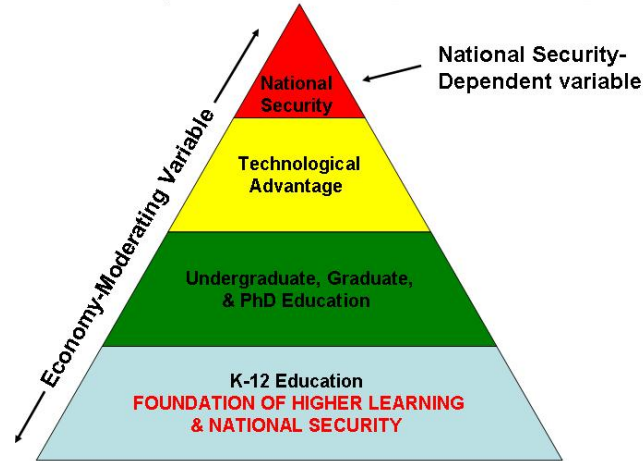 National Security-
Dependent variable
National
Security
Economy-Moderating Variable
Technological
Advantage
Undergraduate, Graduate,
& PhD Education
K-12 Education
FOUNDATION OF HIGHER LEARNING
& NATIONAL SECURITY